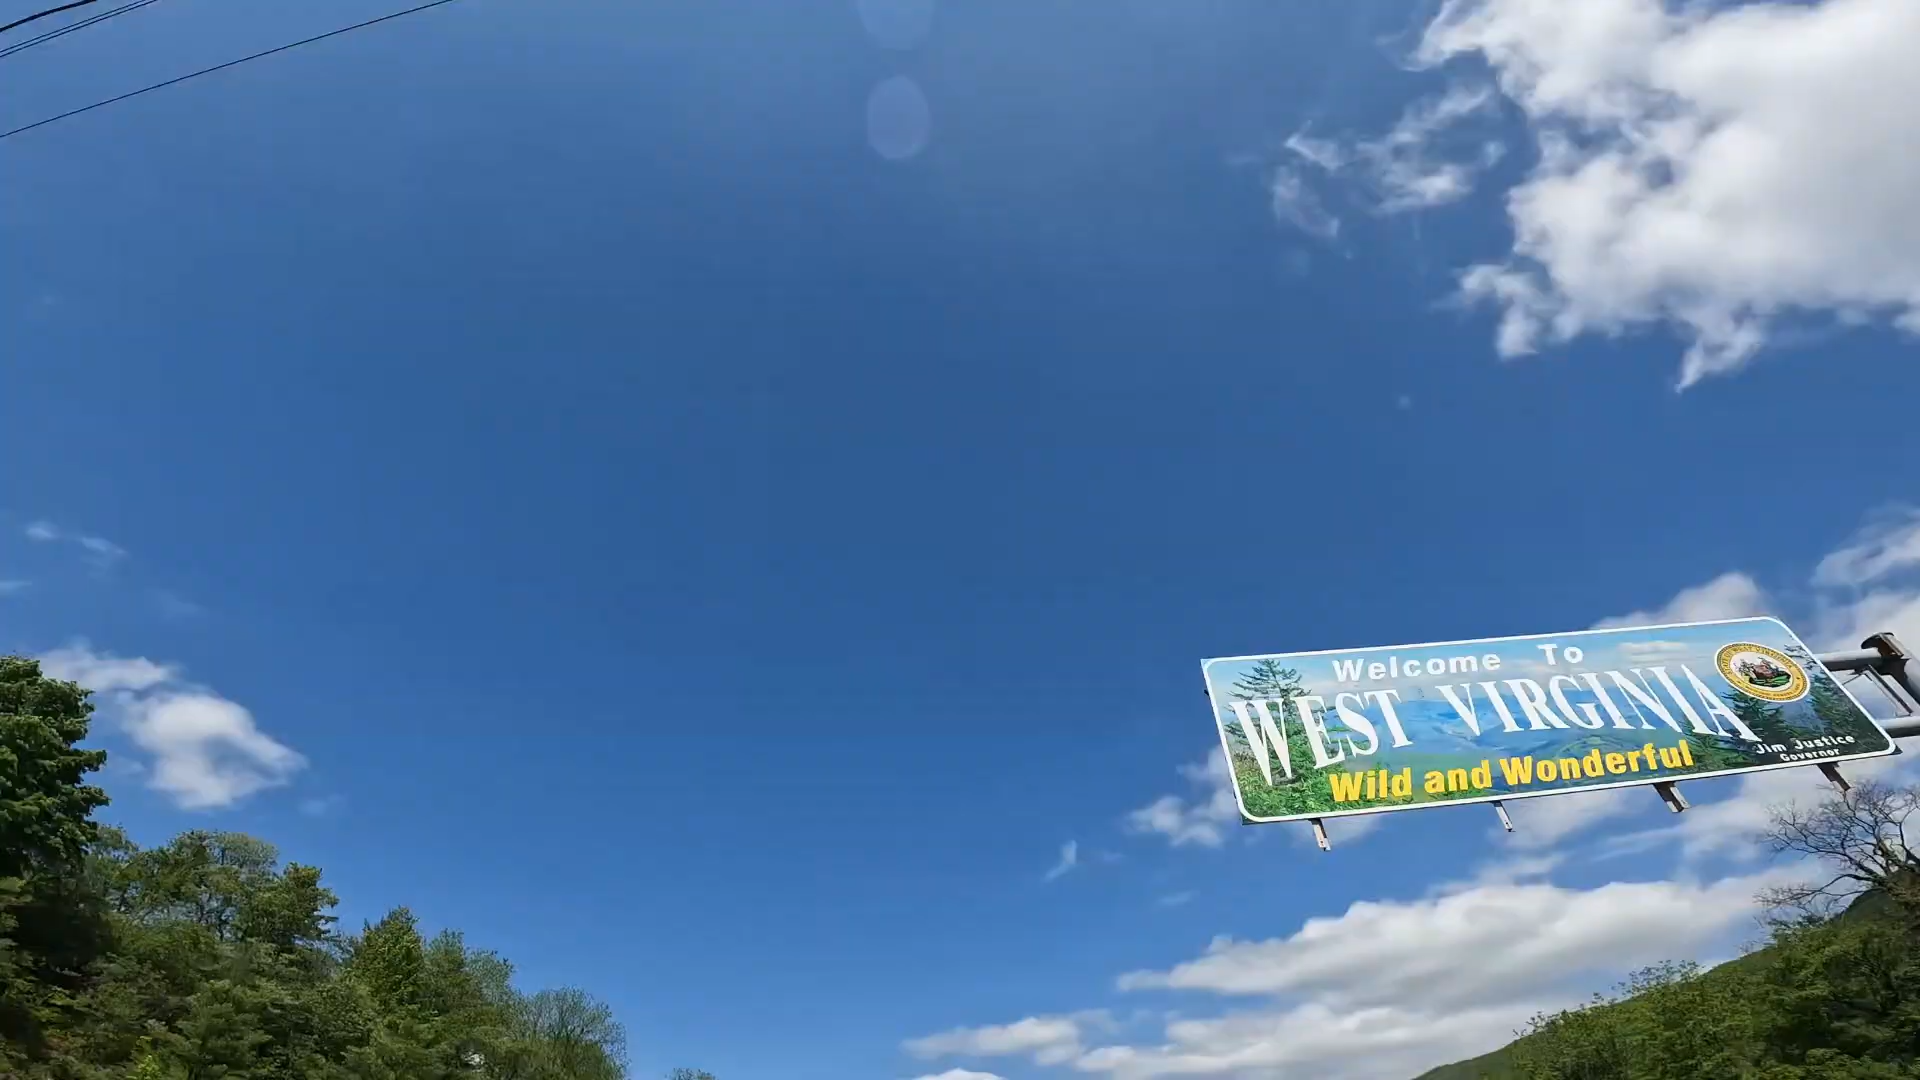 Welcome To
WEST VIRGINIA
Wild and Wonderful
Jim Justice
Governor